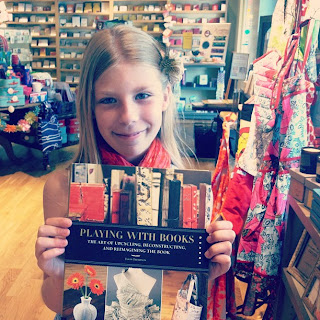 PLAYING WITH BOOKS
THE ART OF UPCYCLING, DECONSTRUCTING,
AND REIMAGINING THE BOOK